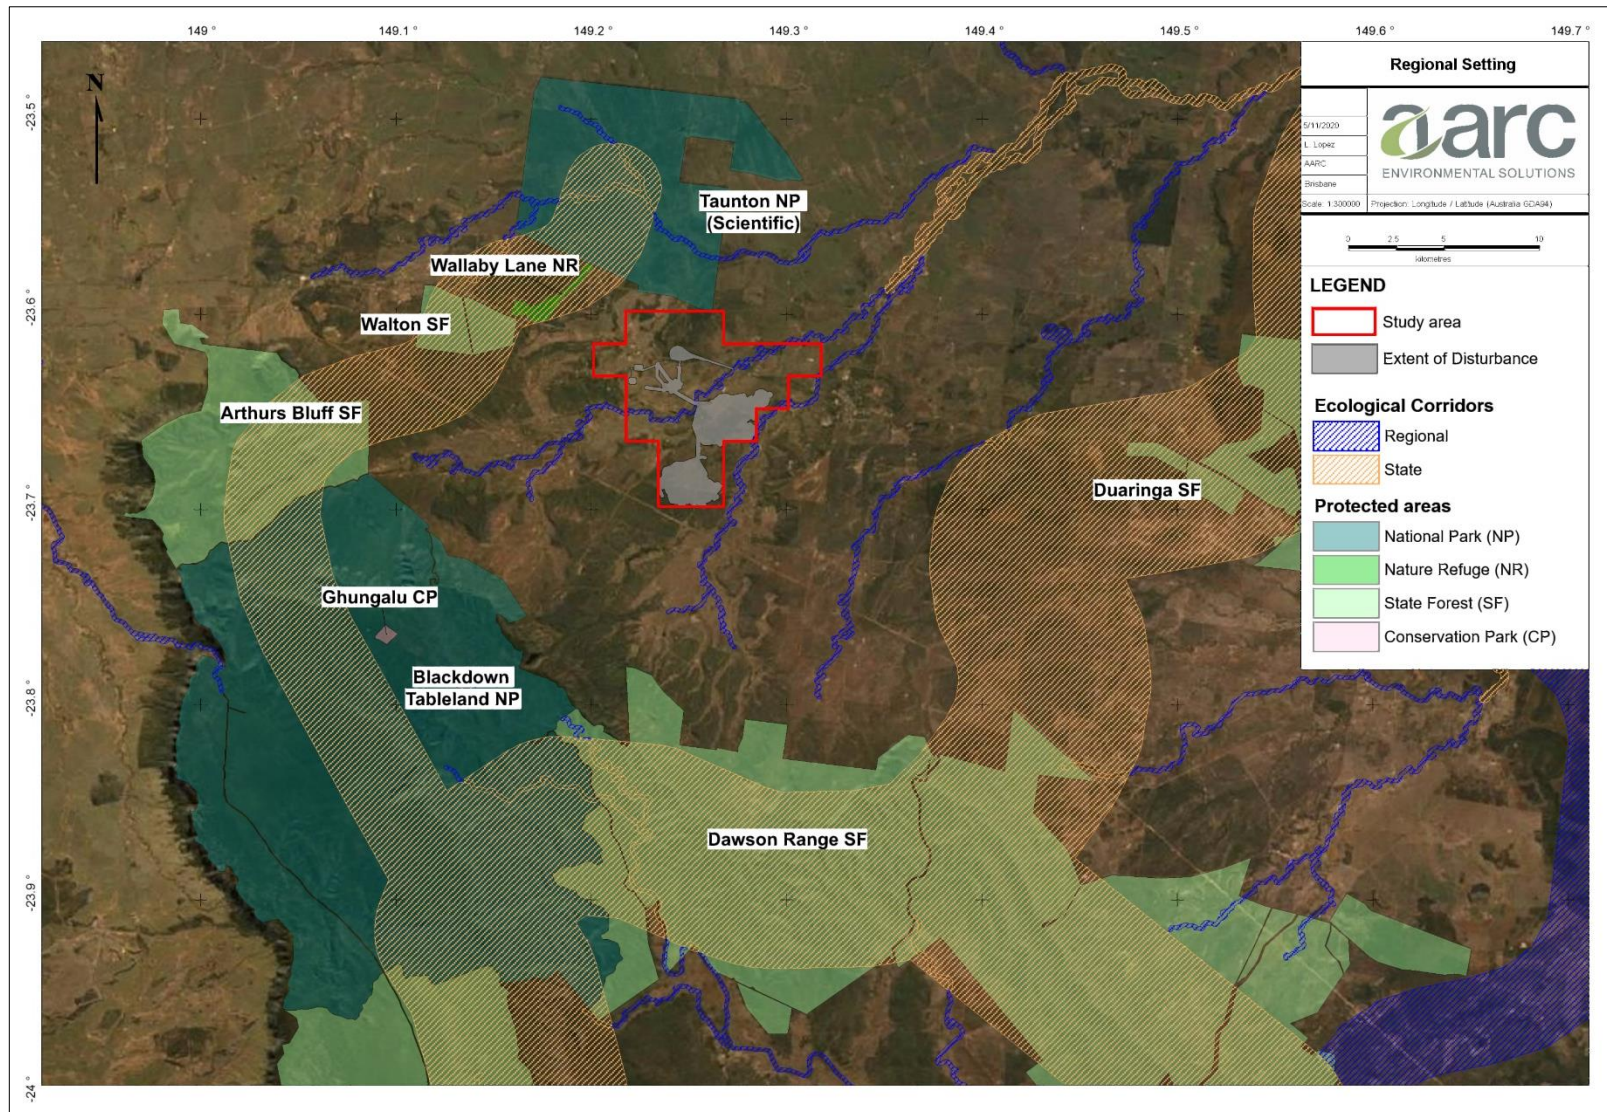 149 °
149.1 °
149.2 °
149.3 °
149.4 °
149.5 °
149.6 °
149.7 °
-23.5 °
-23.6 °
-23.7 °
-23.8 °
-23.9 °
-24 °
N
Taunton NP
(Scientific)
Wallaby Lane NR
Walton SF
Arthurs Bluff SF
Duaringa SF
Ghungalu CP
Blackdown
Tableland NP
Dawson Range SF
Regional Setting
5/11/2020
L. Lopez
AARC
Brisbane
Scale: 1:300000
Projection: Longitude / Latitude (Australia GDA94)
aarc
ENVIRONMENTAL SOLUTIONS
0 2.5 5 10
kilometres
LEGEND
Study area
Extent of Disturbance
Ecological Corridors
Regional
State
Protected areas
National Park (NP)
Nature Refuge (NR)
State Forest (SF)
Conservation Park (CP)